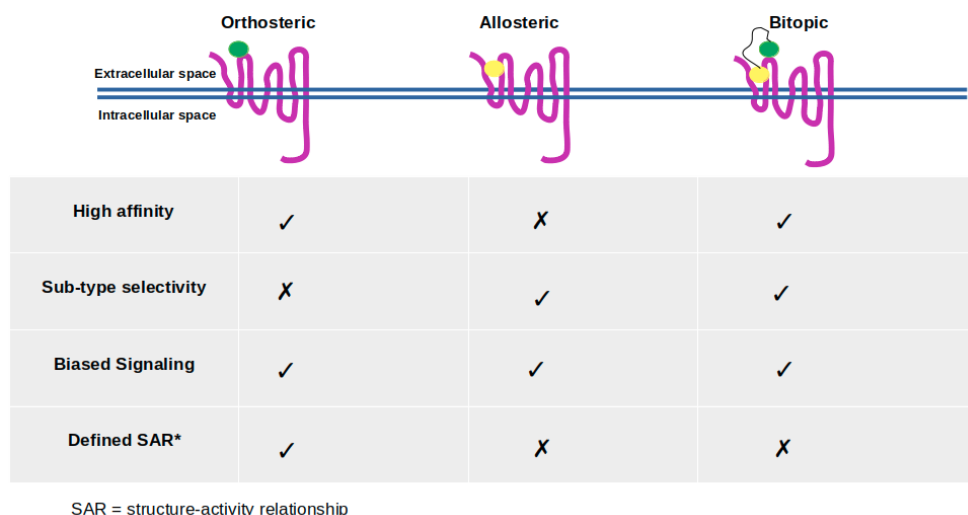 Orthosteric Allosteric Bitopic
Extracellular space
Intracellular space
High affinity ✓ ✗ ✓
Sub-type selectivity ✗ ✓ ✓
Biased Signaling ✓ ✓ ✓
Defined SAR* ✓ ✗ ✗
SAR = structure-activity relationship